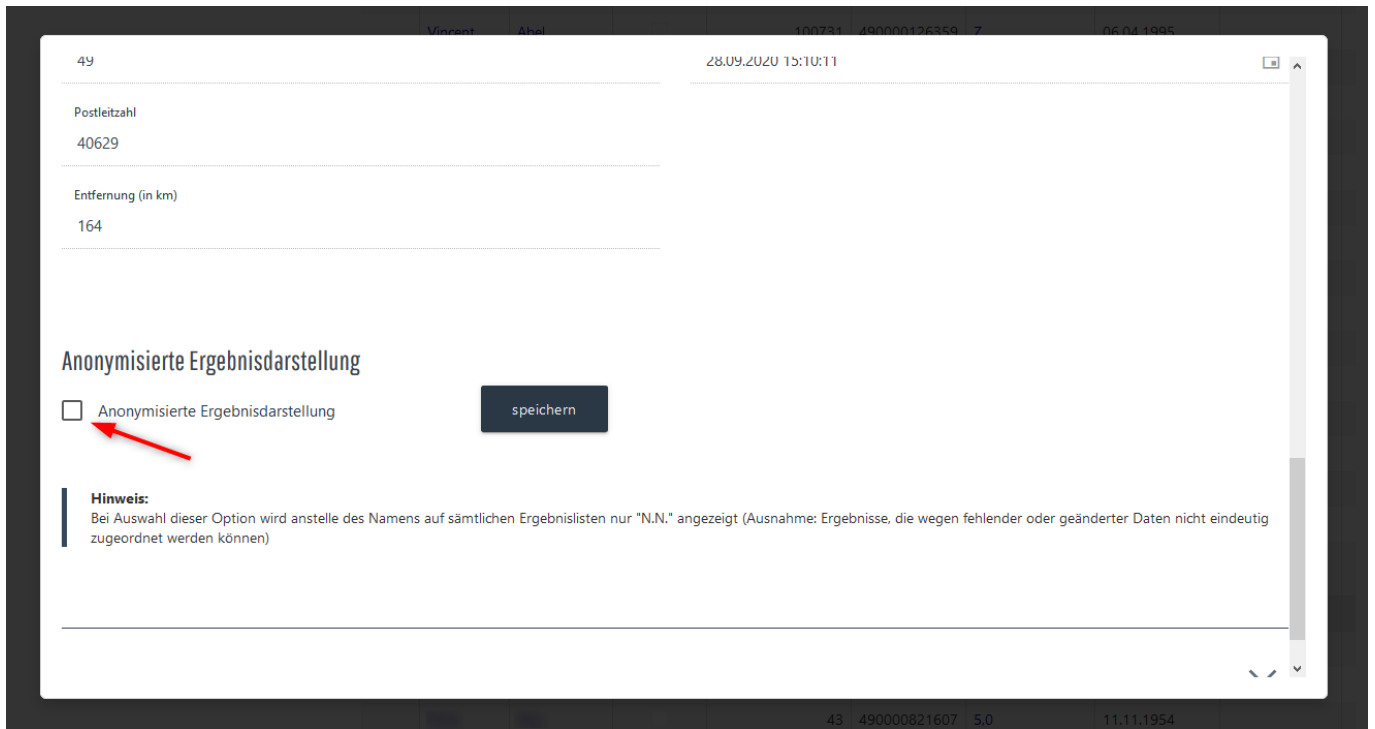 Vincent Abel 100731 490000126359 7 06.04.1995
49 28.09.2020 15:10:11
Postleitzahl
40629
Entfernung (in km)
164
Anonymisierte Ergebnisdarstellung
Anonymisierte Ergebnisdarstellung speichern
Hinweis:
Bei Auswahl dieser Option wird anstelle des Namens auf sämtlichen Ergebnislisten nur "N.N." angezeigt (Ausnahme: Ergebnisse, die wegen fehlender oder geänderter Daten nicht eindeutig
zugeordnet werden können)
43 490000821607 5.0 11.11.1954